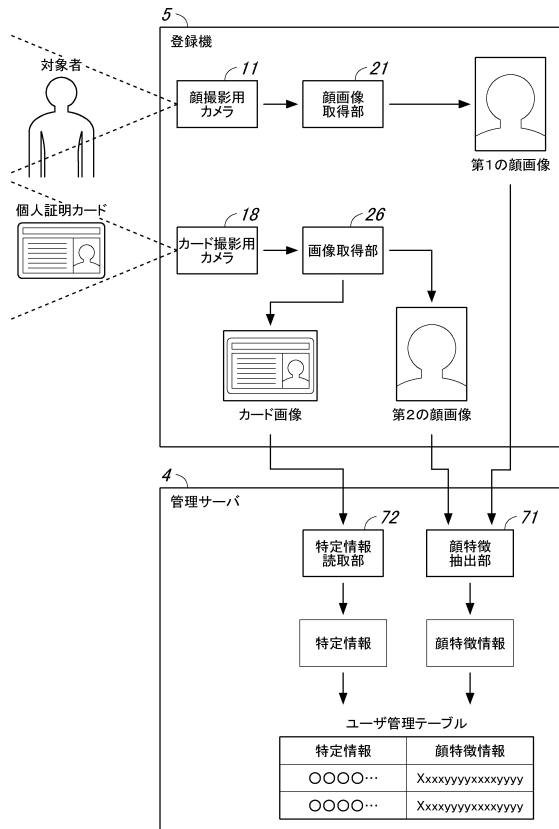 5
登録機
対象者
11
顔撮影用
カメラ
21
顔画像
取得部
第1の顔画像
個人証明カード
18
カード撮影用
カメラ
26
画像取得部
カード画像
第2の顔画像
4
管理サーバ
72
特定情報
読取部
71
顔特徴
抽出部
特定情報
顔特徴情報
ユーザ管理テーブル
特定情報 顔特徴情報
〇〇〇〇… Xxxxyyyyxxxxyyyy
〇〇〇〇… Xxxxyyyyxxxxyyyy